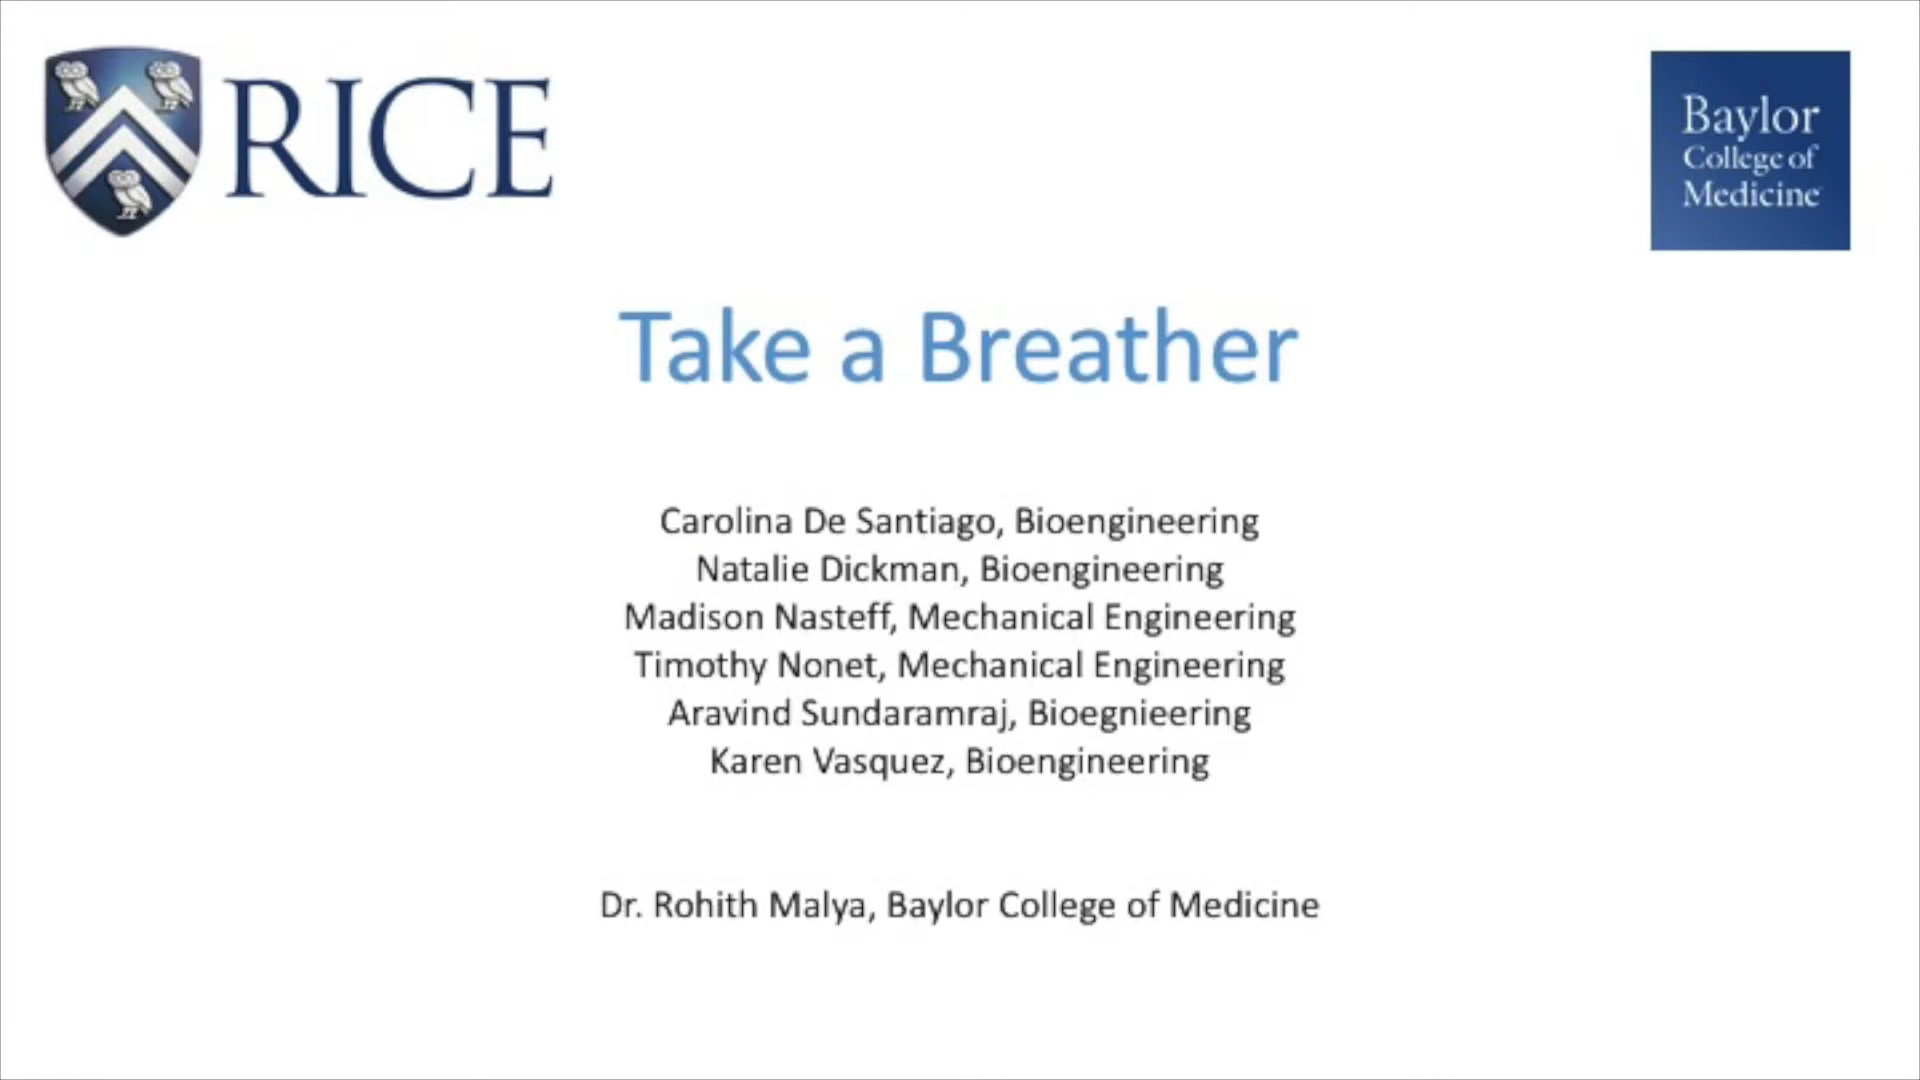 RICE
Baylor
College of
Medicine
Take a Breather
Carolina De Santiago, Bioengineering
Natalie Dickman, Bioengineering
Madison Nasteff, Mechanical Engineering
Timothy Nonet, Mechanical Engineering
Aravind Sundaramraj, Bioegnieering
Karen Vasquez, Bioengineering
Dr. Rohith Malya, Baylor College of Medicine